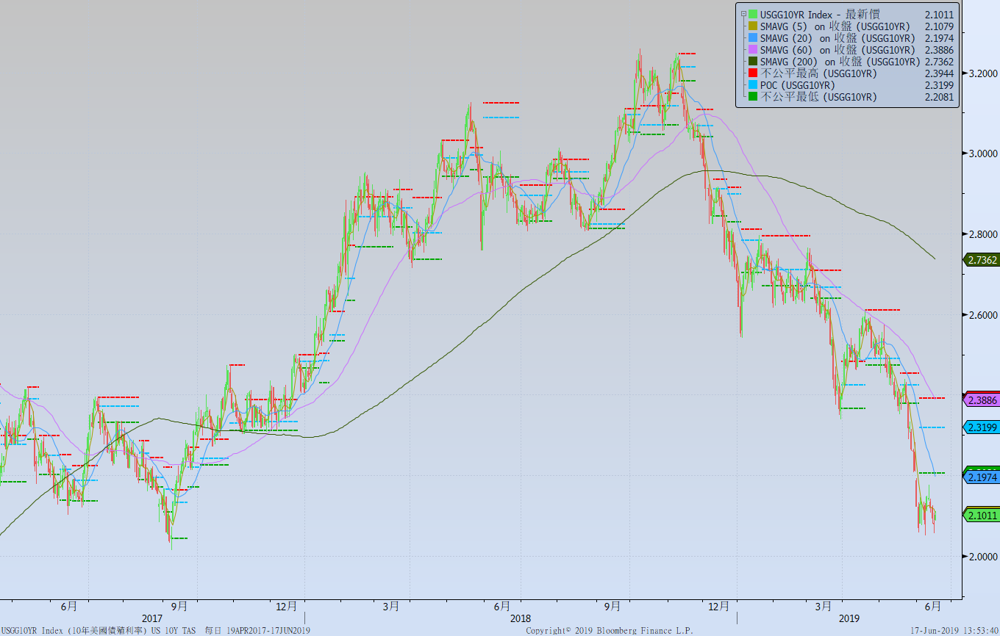 USGG10YR Index - 最新價 2.1011
SMAVG (5) on 收盤 (USGG10YR) 2.1079
SMAVG (20) on 收盤 (USGG10YR) 2.1974
SMAVG (60) on 收盤 (USGG10YR) 2.3886
SMAVG (200) on 收盤 (USGG10YR) 2.7362
不公平最高 (USGG10YR) 2.3944
POC (USGG10YR) 2.3199
不公平最低 (USGG10YR) 2.2081
3.2000
3.0000
2.8000
2.7362
2.6000
2.3886
2.3199
2.1974
2.1011
2.0000
6月 9月 12月 3月 6月 9月 12月 3月 6月
2017 2018 2019
USGG10YR Index (10年美國債殖利率) US 10Y TAS 每日 19APR2017-17JUN2019 Copyright© 2019 Bloomberg Finance L.P. 17-Jun-2019 13:53:40